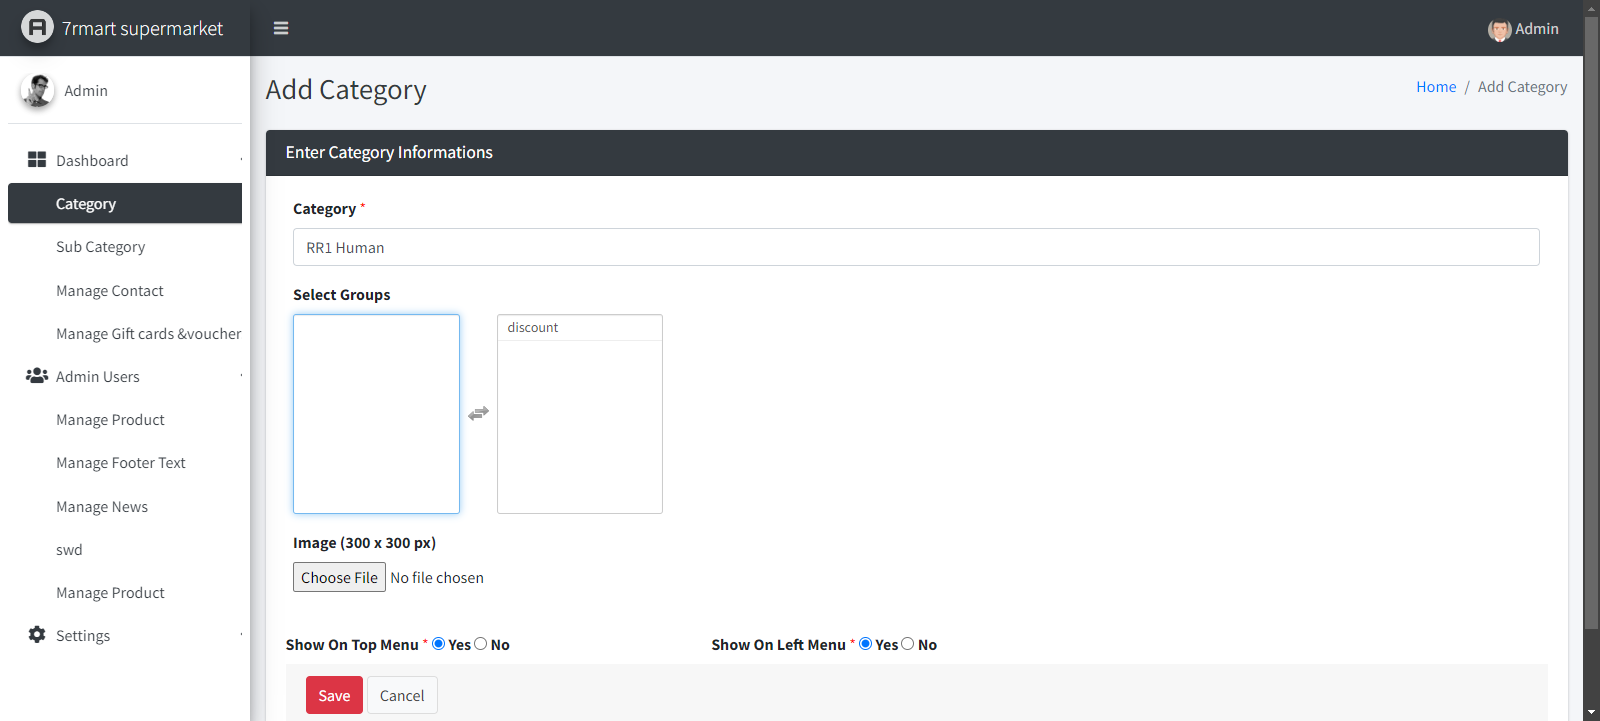 7rmart supermarket
Admin
Admin
Add Category
Home / Add Category
Dashboard
Category
Sub Category
Manage Contact
Manage Gift cards &voucher
Admin Users
Manage Product
Manage Footer Text
Manage News
swd
Manage Product
Settings
Enter Category Informations
Category *
RR1 Human
Select Groups
discount
Image (300 x 300 px)
Choose File No file chosen
Show On Top Menu * Yes No
Show On Left Menu * Yes No
Save
Cancel